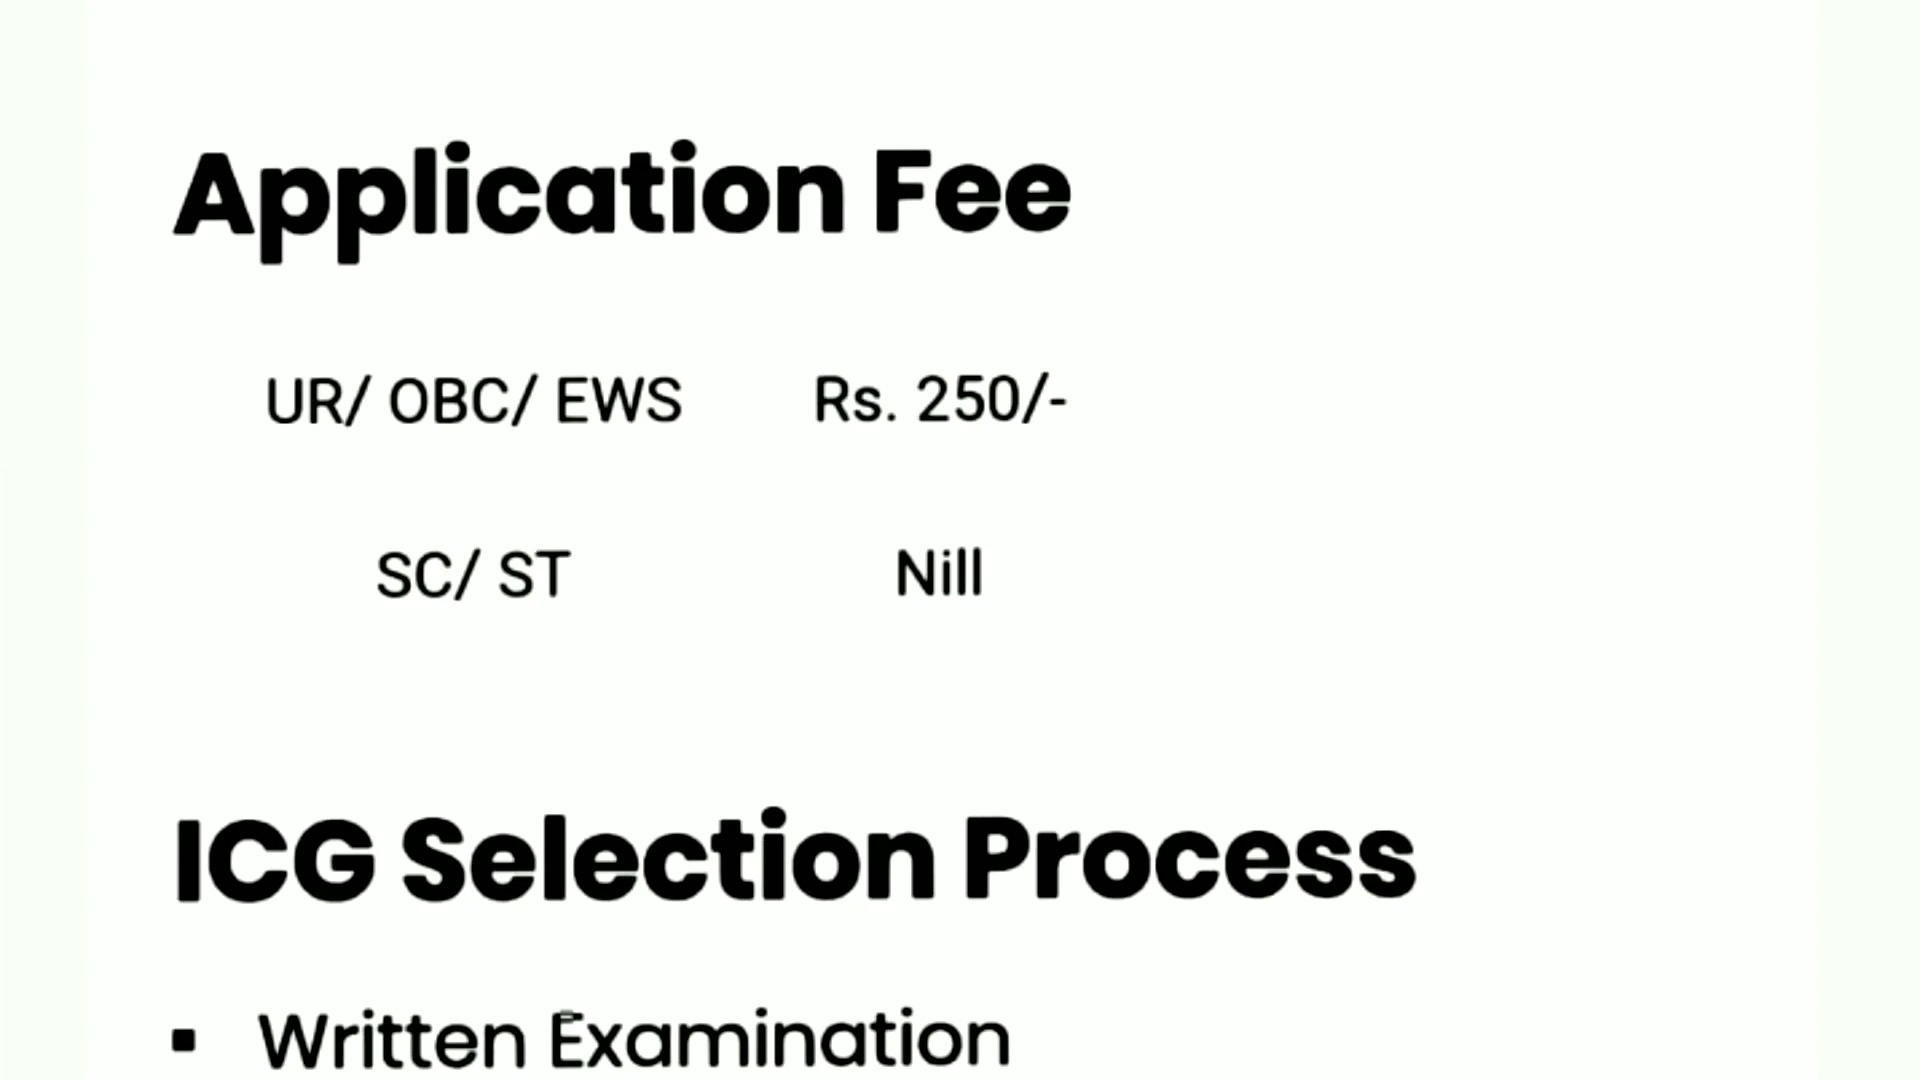 Application Fee
UR/ OBC/ EWS Rs. 250/-
SC/ ST Nill
ICG Selection Process
▪ Written Examination